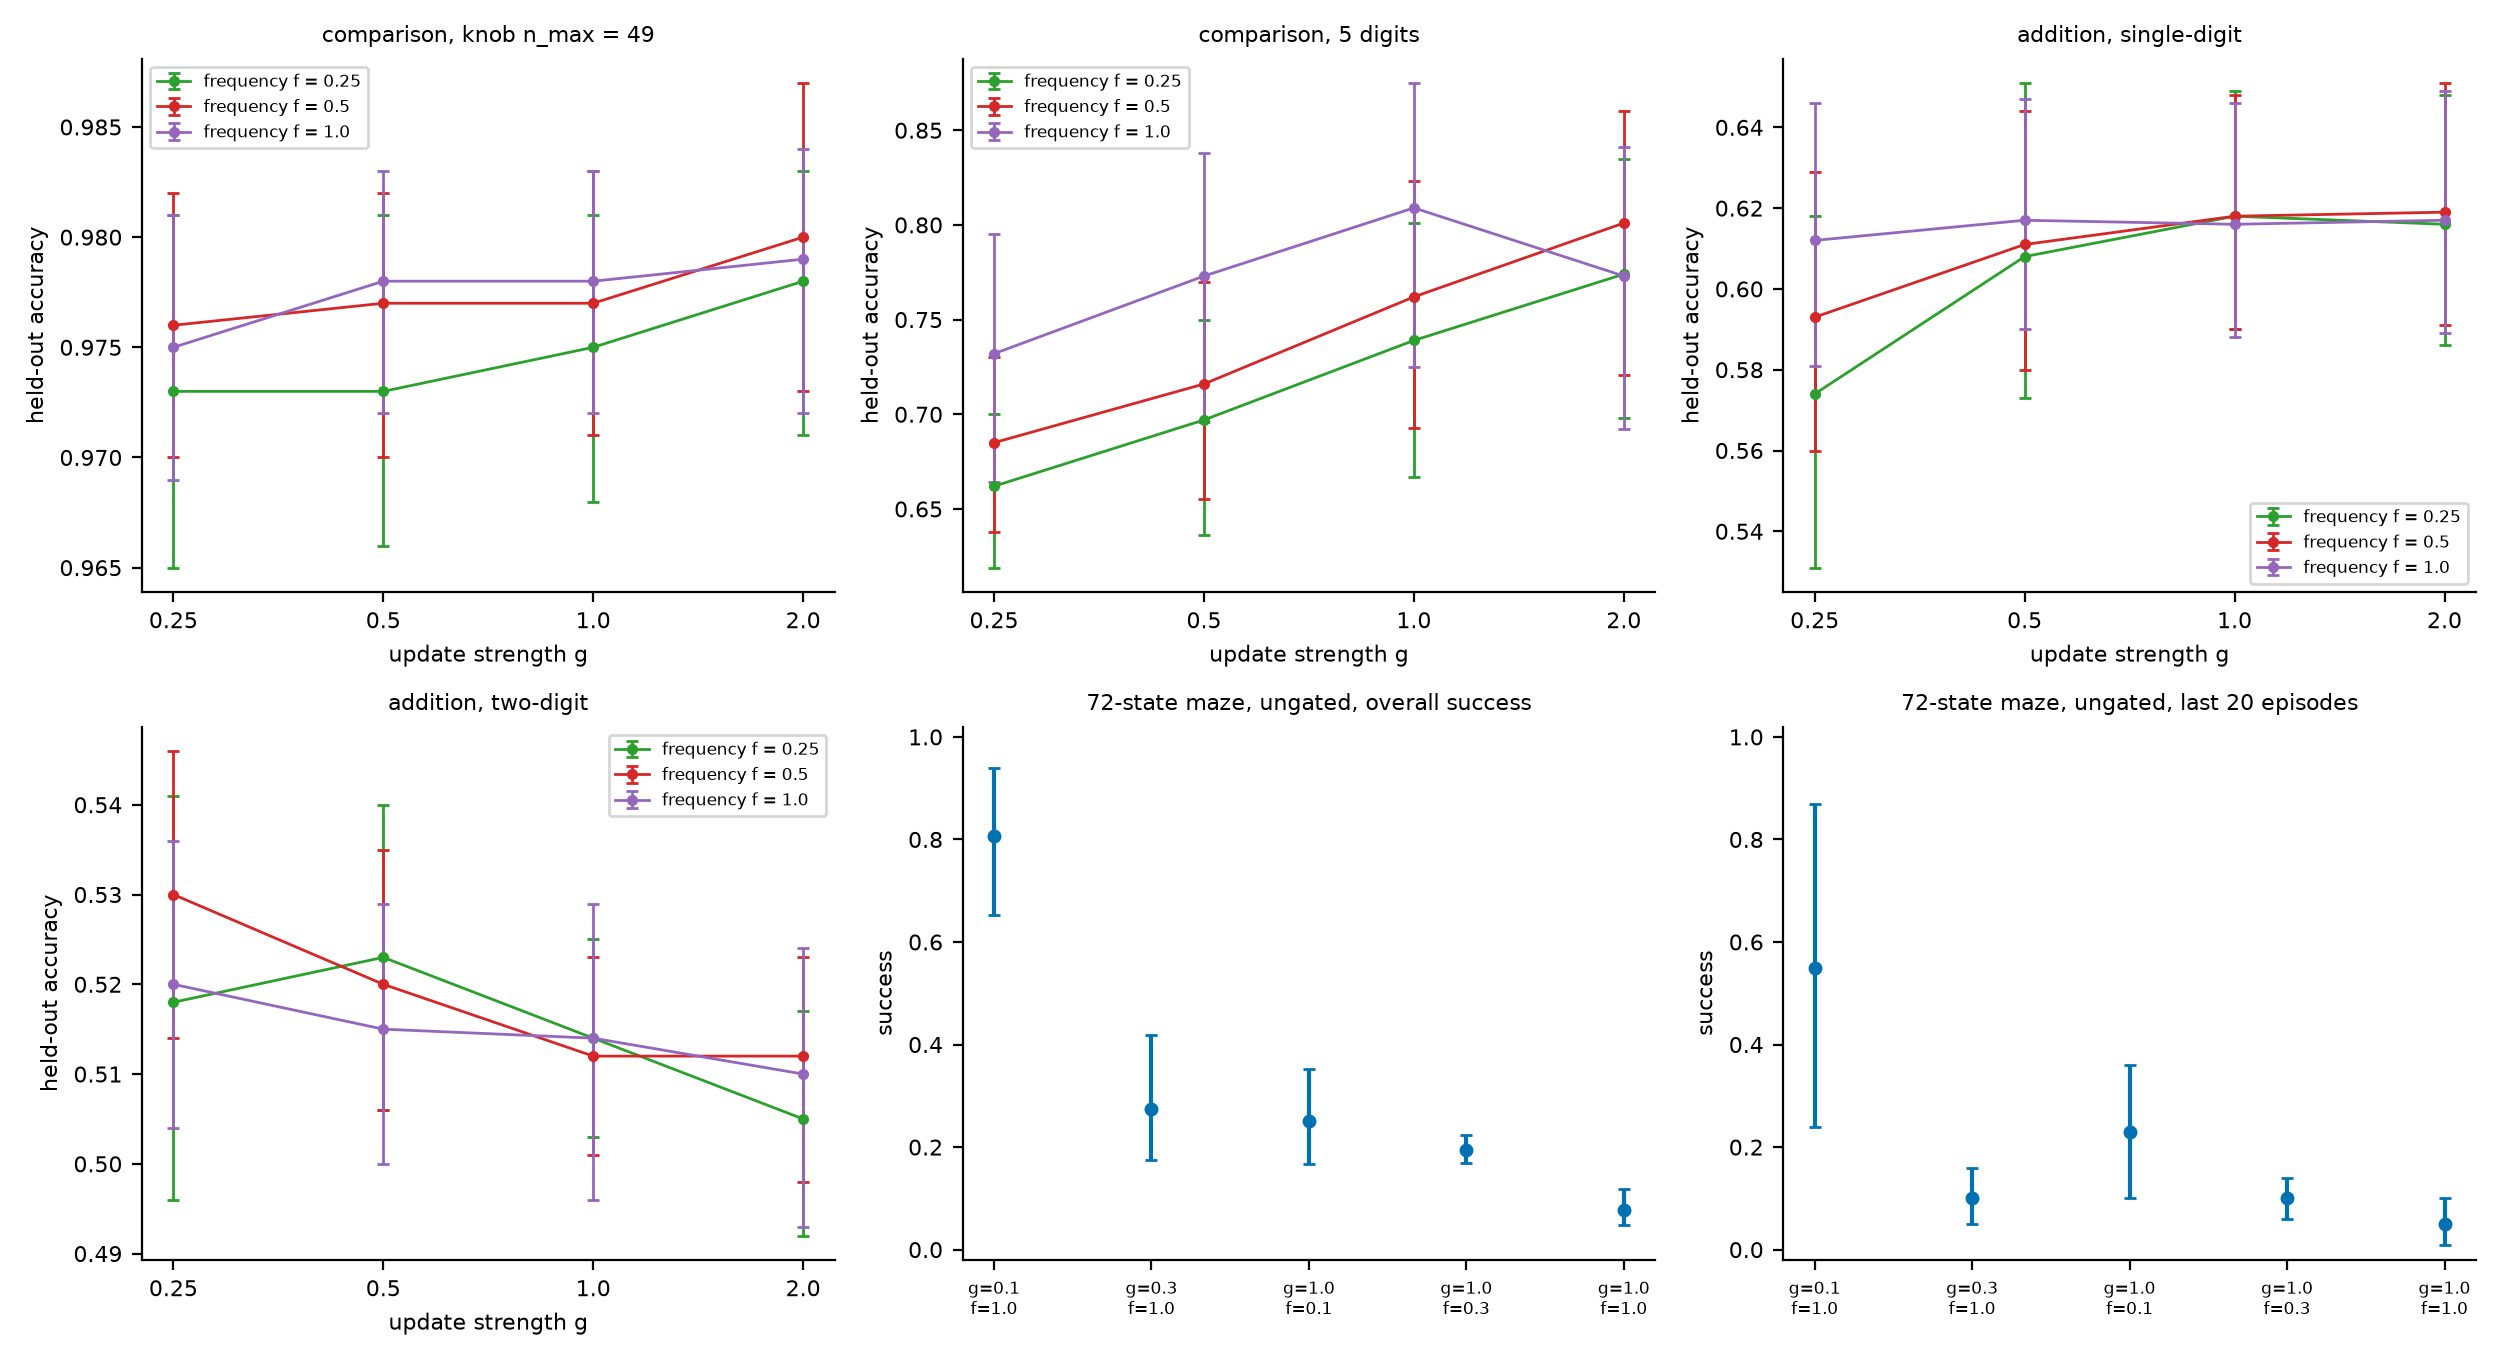 comparison, knob n_max = 49
frequency f = 0.25
frequency f = 0.5
frequency f = 1.0
held-out accuracy
0.985
0.980
0.975
0.970
0.965
0.25 0.5 1.0 2.0
update strength g
comparison, 5 digits
frequency f = 0.25
frequency f = 0.5
frequency f = 1.0
held-out accuracy
0.85
0.80
0.75
0.70
0.65
0.25 0.5 1.0 2.0
update strength g
addition, single-digit
held-out accuracy
0.64
0.62
0.60
0.58
0.56
0.54
frequency f = 0.25
frequency f = 0.5
frequency f = 1.0
0.25 0.5 1.0 2.0
update strength g
addition, two-digit
frequency f = 0.25
frequency f = 0.5
frequency f = 1.0
held-out accuracy
0.54
0.53
0.52
0.51
0.50
0.49
0.25 0.5 1.0 2.0
update strength g
72-state maze, ungated, overall success
success
1.0
0.8
0.6
0.4
0.2
0.0
g=0.1 g=0.3 g=1.0 g=1.0 g=1.0
f=1.0 f=1.0 f=0.1 f=0.3 f=1.0
72-state maze, ungated, last 20 episodes
success
1.0
0.8
0.6
0.4
0.2
0.0
g=0.1 g=0.3 g=1.0 g=1.0 g=1.0
f=1.0 f=1.0 f=0.1 f=0.3 f=1.0